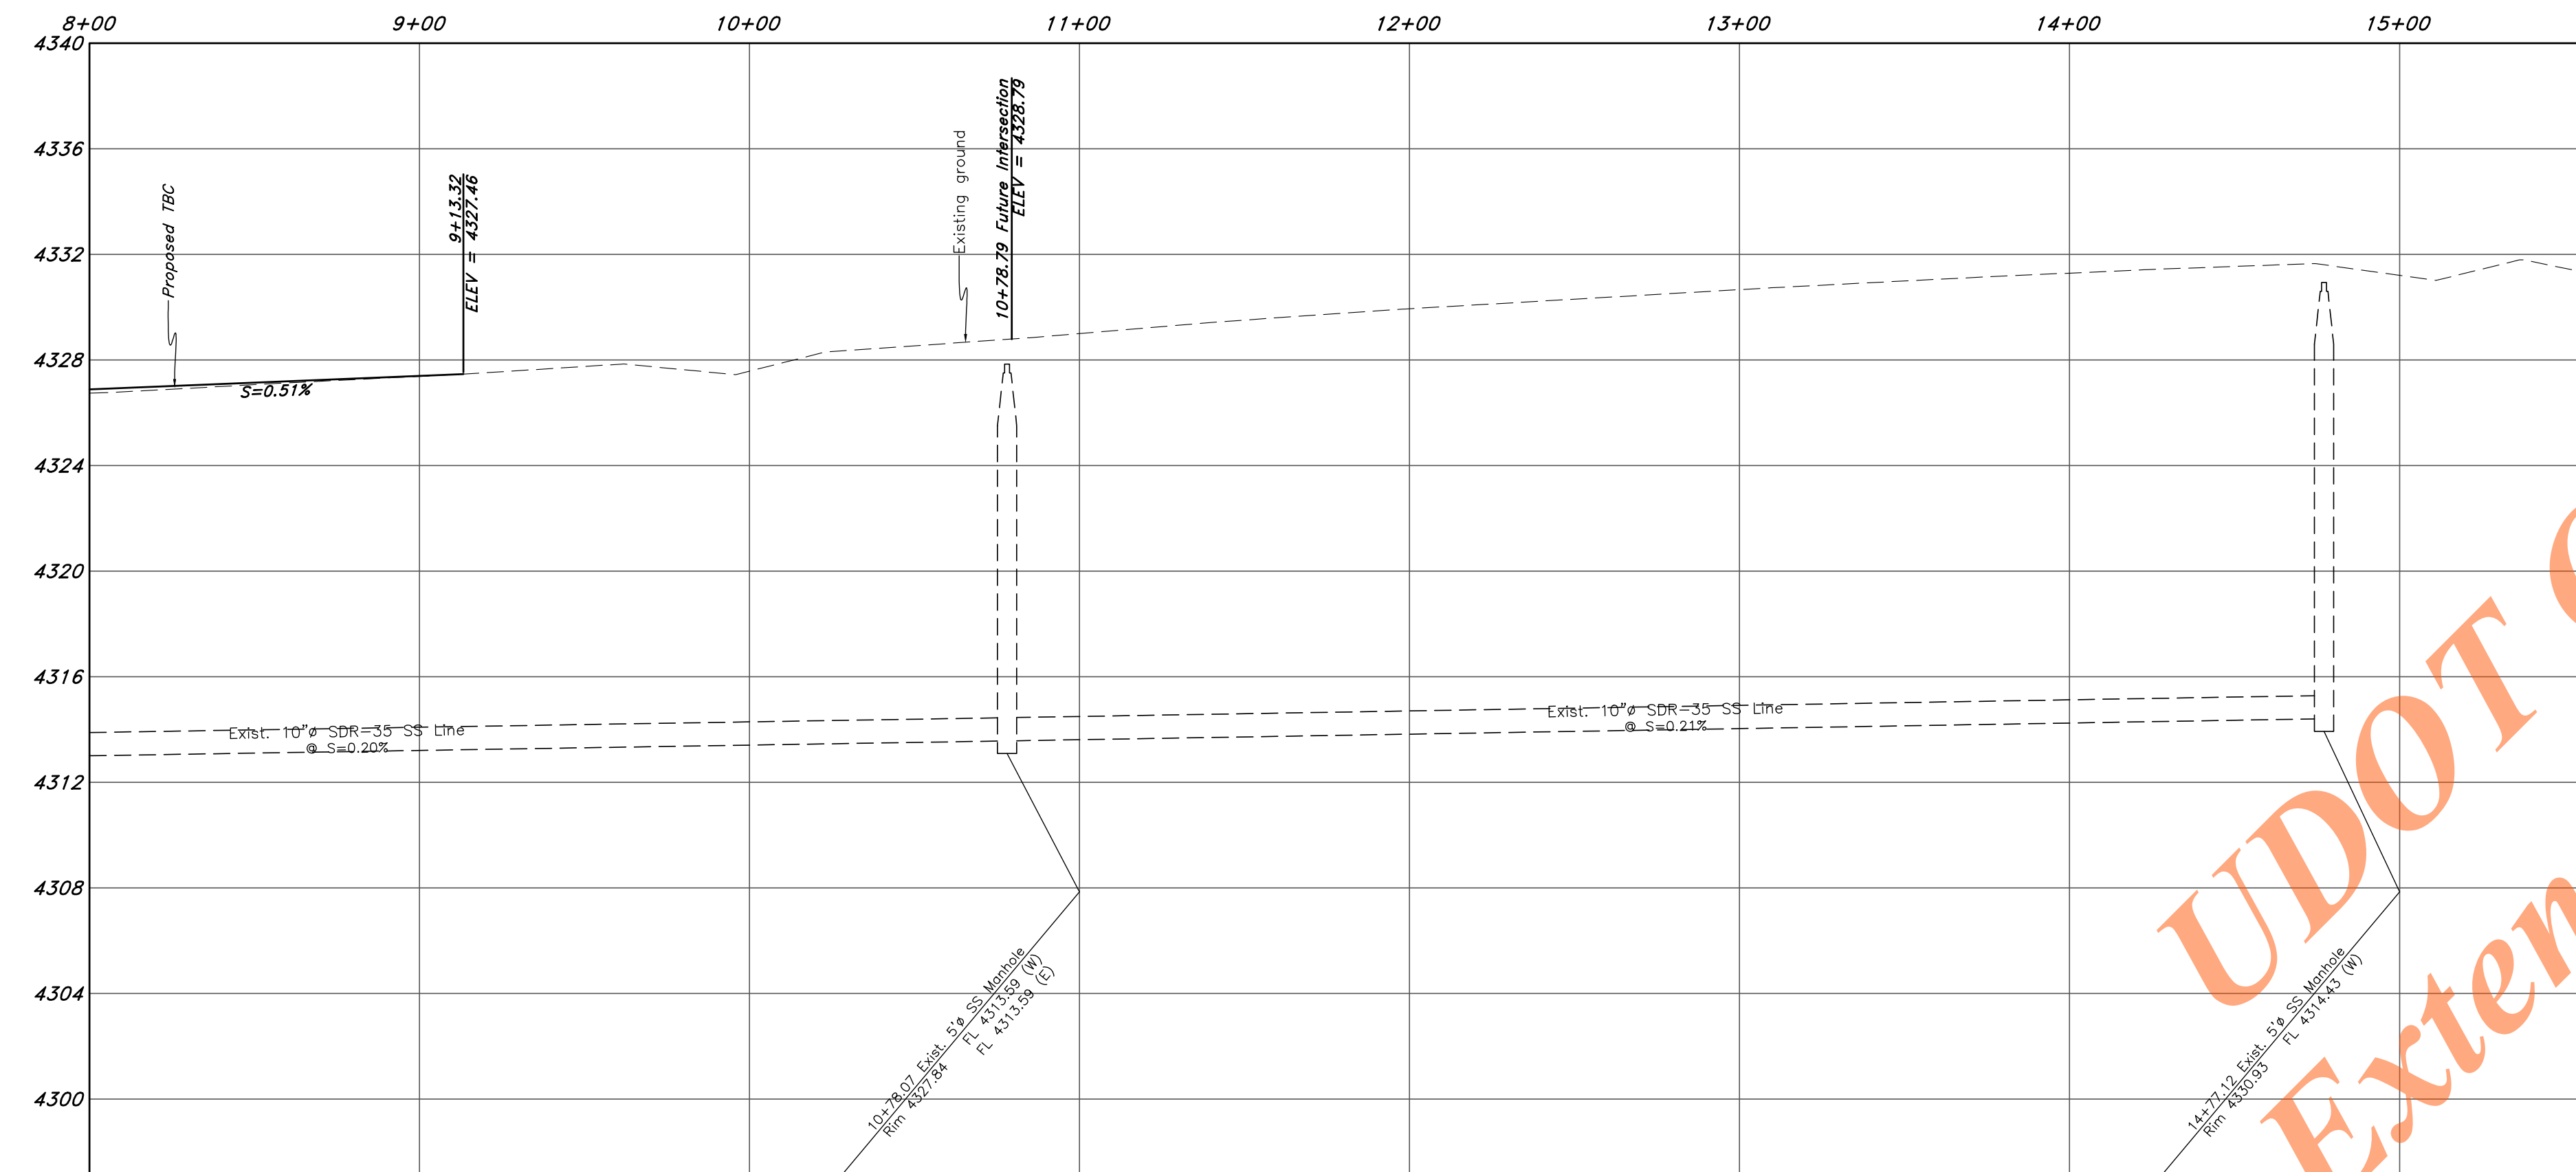 8+00 9+00 10+00 11+00 12+00 13+00 14+00 15+00
4340
4336
4332
4328
4324
4320
4316
4312
4308
4304
4300
Proposed TBC
9+13.32
ELEV = 4327.46
S=0.51%
Existing ground
10+78.79 Future Intersection
ELEV = 4328.79
Exist. 10"ø SDR-35 SS Line
@ S=0.20%
Exist. 10"ø SDR-35 SS Line
@ S=0.21%
10+78.07 Exist. 5'ø SS Manhole
Rim 4327.84 FL 4313.59 (W)
FL 4313.59 (E)
14+77.12 Exist. 5'ø SS Manhole
Rim 4330.93 FL 4314.43 (W)
UDOT
Exten